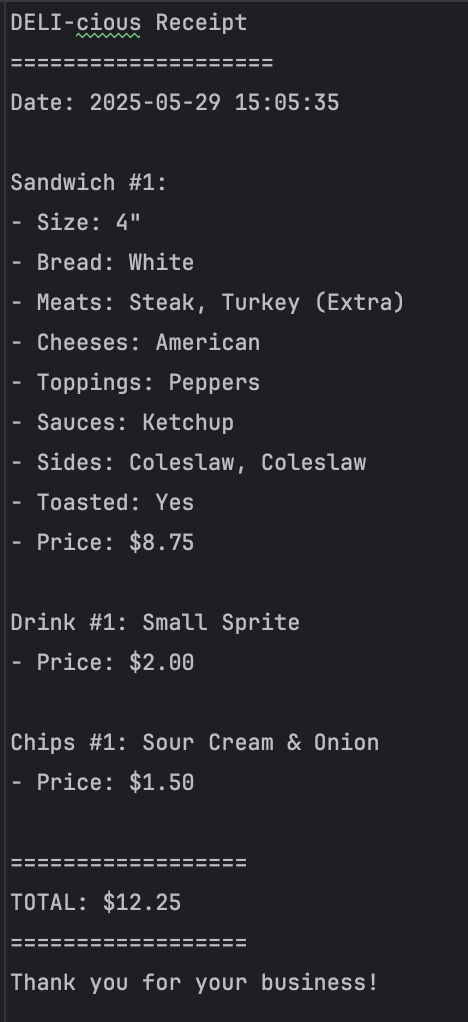 DELI-cious Receipt
====================
Date: 2025-05-29 15:05:35
Sandwich #1:
- Size: 4"
- Bread: White
- Meats: Steak, Turkey (Extra)
- Cheeses: American
- Toppings: Peppers
- Sauces: Ketchup
- Sides: Coleslaw, Coleslaw
- Toasted: Yes
- Price: $8.75
Drink #1: Small Sprite
- Price: $2.00
Chips #1: Sour Cream & Onion
- Price: $1.50
==================
TOTAL: $12.25
==================
Thank you for your business!